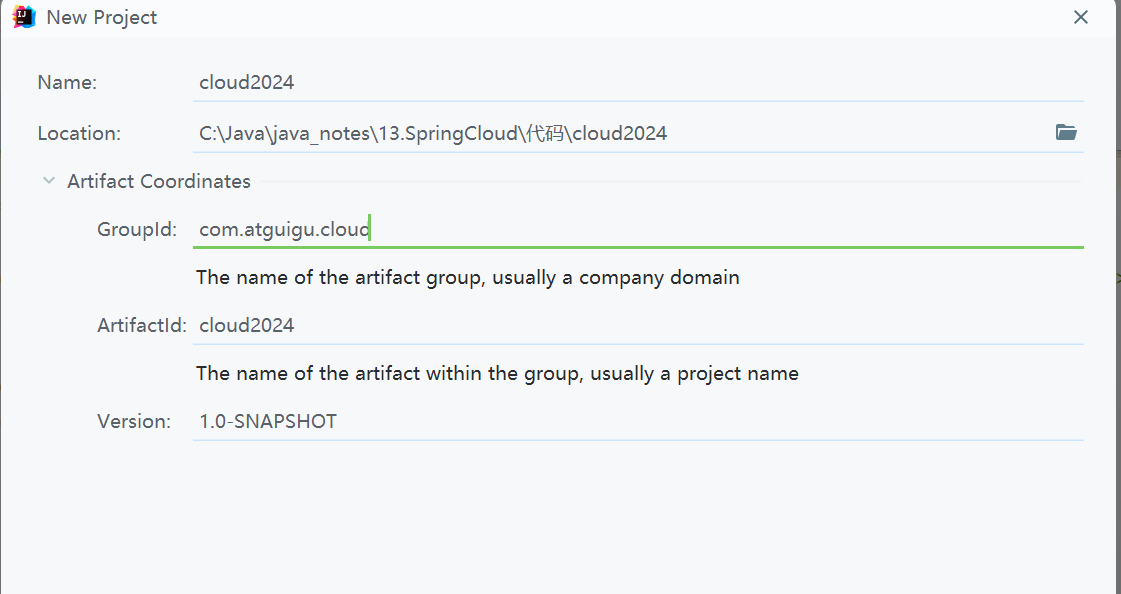 New Project
Name: cloud2024
Location: C:\Java\java_notes\13.SpringCloud\代码\cloud2024
Artifact Coordinates
GroupId: com.atguigu.cloud
The name of the artifact group, usually a company domain
ArtifactId: cloud2024
The name of the artifact within the group, usually a project name
Version: 1.0-SNAPSHOT